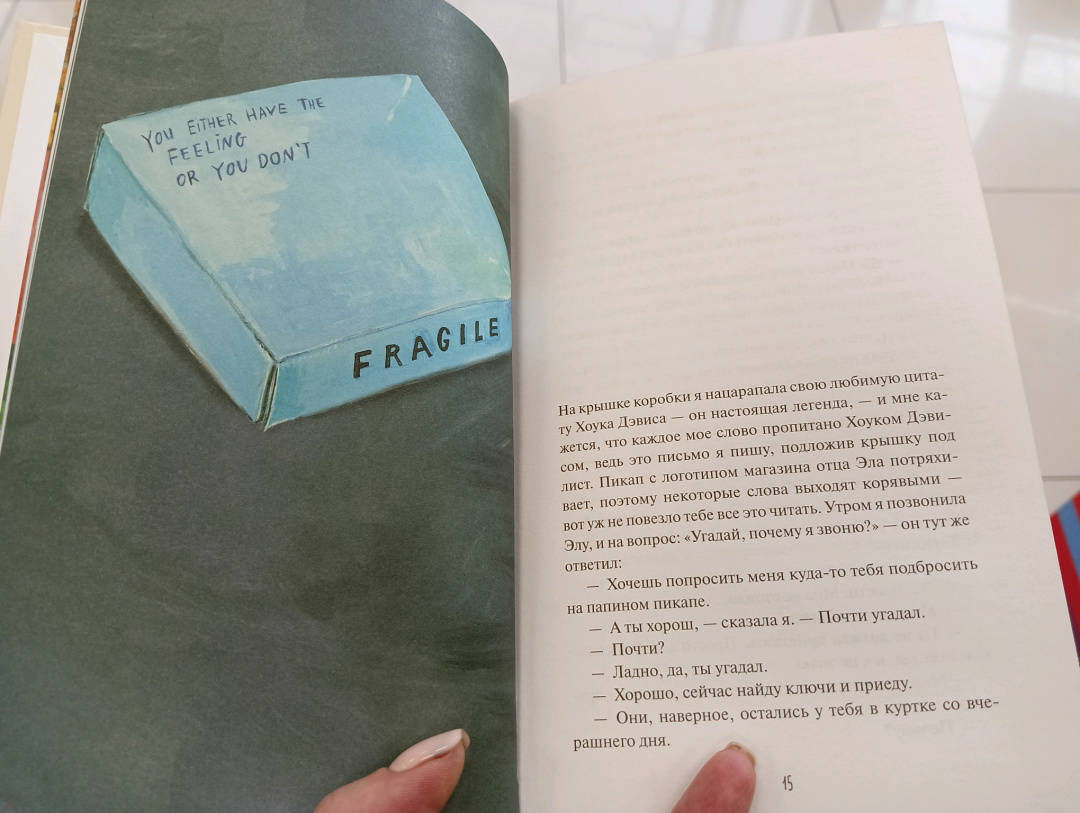 YOU EITHER HAVE THE
FEELING
OR YOU DON'T
FRAGILE
На крышке коробки я нацарапала свою любимую цита-
ту Хоука Дэвиса — он настоящая легенда, — и мне ка-
жется, что каждое мое слово пропитано Хоуком Дэви-
сом, ведь это письмо я пишу, подложив крышку под
лист. Пикап с логотипом магазина отца Эла потряхи-
вает, поэтому некоторые слова выходят корявыми —
вот уж не повезло тебе все это читать. Утром я позвонила
Элу, и на вопрос: «Угадай, почему я звоню?» — он тут же
ответил:
— Хочешь попросить меня куда-то тебя подбросить
на папином пикапе.
— А ты хорош, — сказала я. — Почти угадал.
— Почти?
— Ладно, да, ты угадал.
— Хорошо, сейчас найду ключи и приеду.
— Они, наверное, остались у тебя в куртке со вче-
рашнего дня.
15